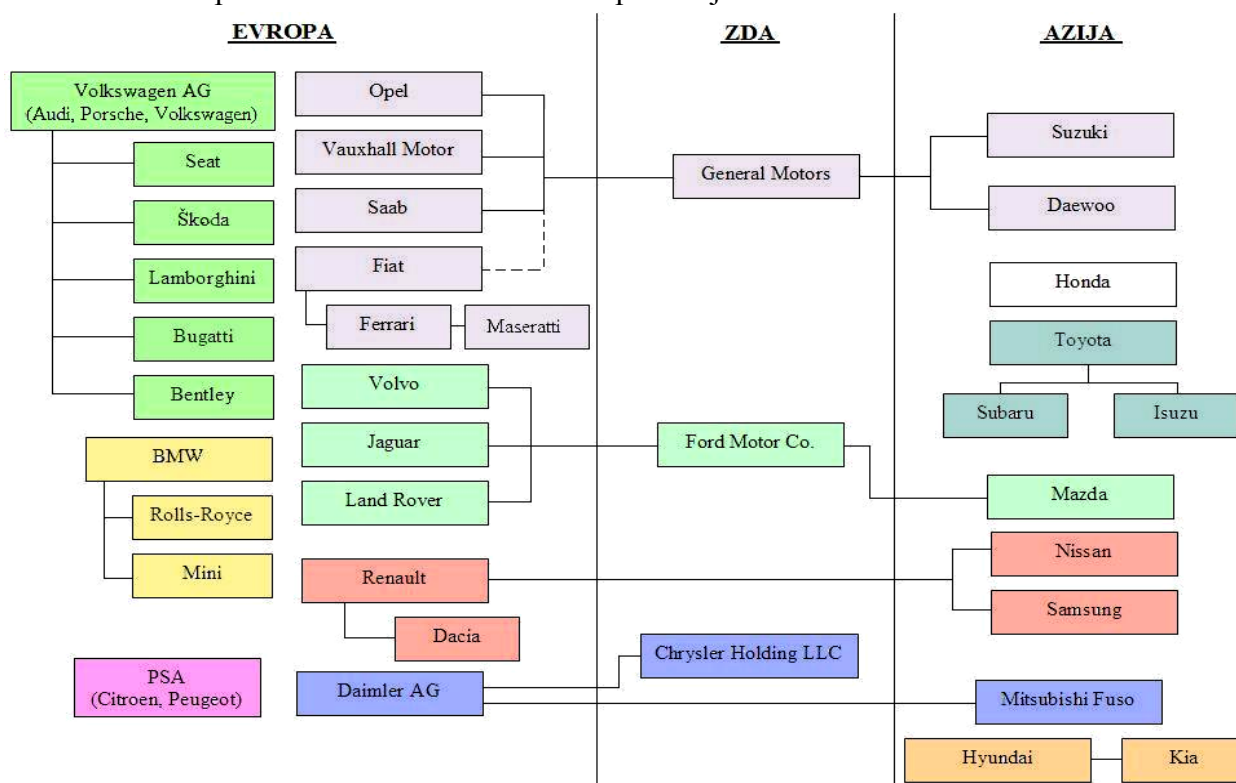 EVROPA
ZDA
AZIJA
Volkswagen AG
(Audi, Porsche, Volkswagen)
Seat
Škoda
Lamborghini
Bugatti
Bentley
BMW
Rolls-Royce
Mini
PSA
(Citroen, Peugeot)
Opel
Vauxhall Motor
Saab
Fiat
Ferrari
Maseratti
Volvo
Jaguar
Land Rover
Renault
Dacia
Daimler AG
General Motors
Ford Motor Co.
Chrysler Holding LLC
Suzuki
Daewoo
Honda
Toyota
Subaru
Isuzu
Mazda
Nissan
Samsung
Mitsubishi Fuso
Hyundai
Kia